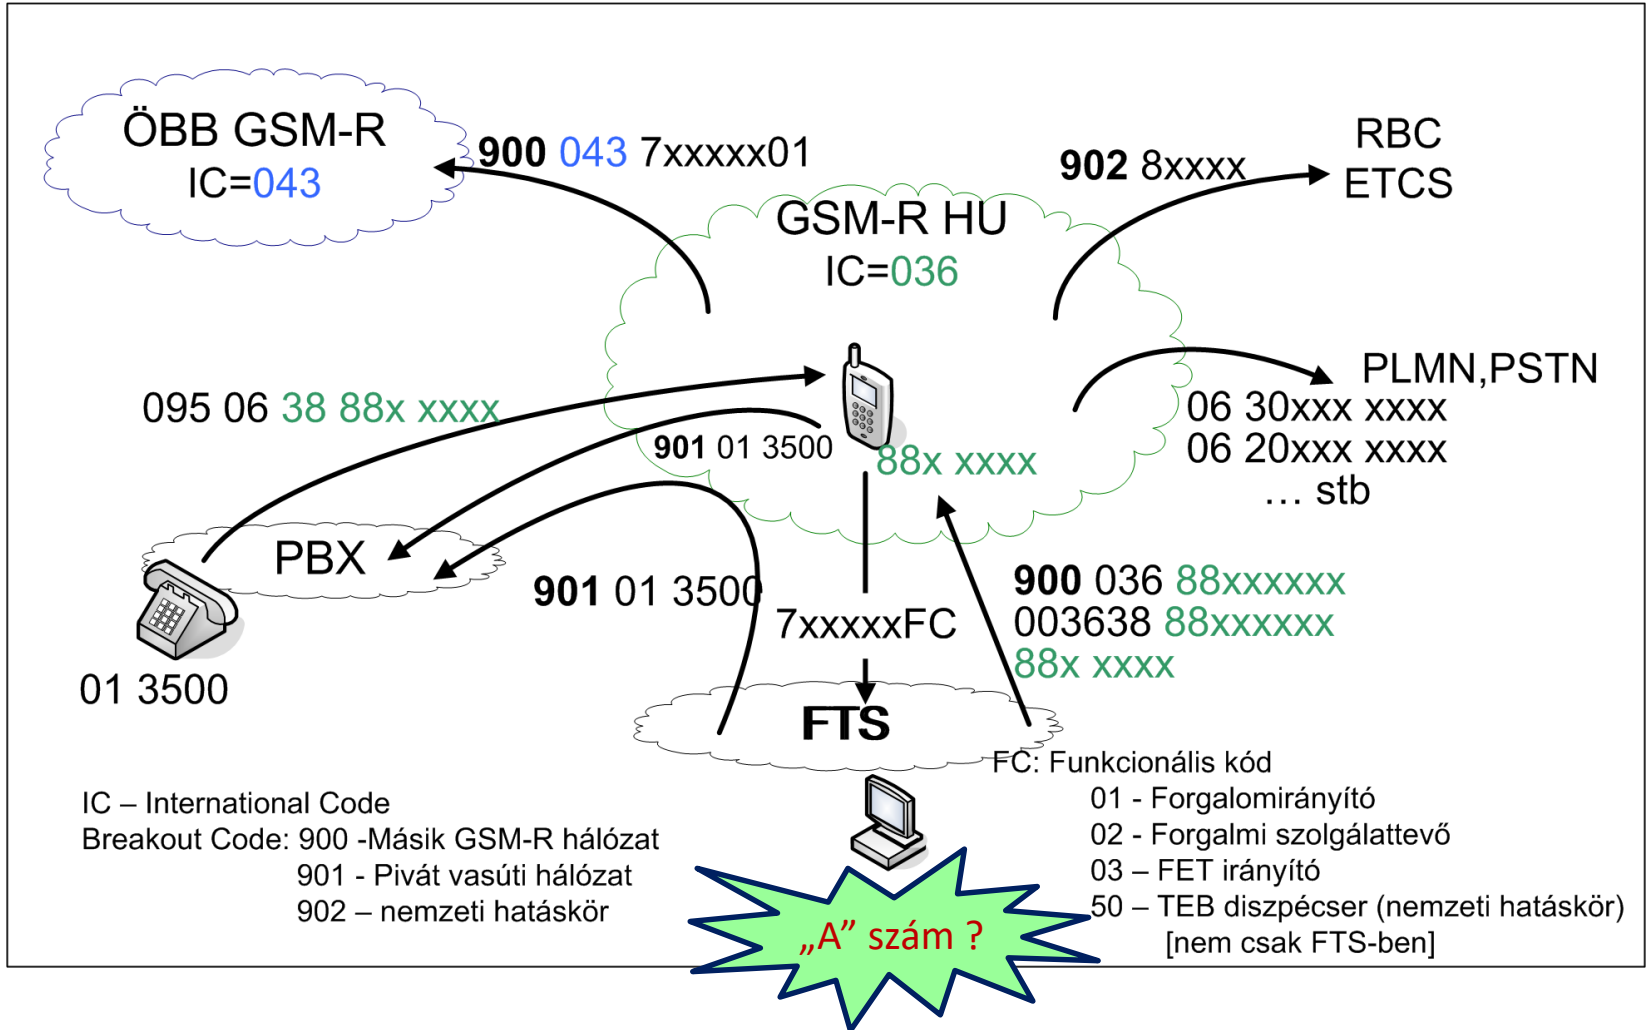 ÖBB GSM-R
IC=043
900 043 7xxxxx01
902 8xxxx
RBC
ETCS
GSM-R HU
IC=036
095 06 38 88x xxxx
901 01 3500
88x xxxx
PLMN,PSTN
06 30xxx xxxx
06 20xxx xxxx
... stb
PBX
01 3500
901 01 3500
7xxxxxFC
900 036 88xxxxxx
003638 88xxxxxx
88x xxxx
FTS
IC – International Code
Breakout Code: 900 -Másik GSM-R hálózat
901 - Pivát vasúti hálózat
902 – nemzeti hatáskör
FC: Funkcionális kód
01 - Forgalomirányító
02 - Forgalmi szolgálattevő
03 – FET irányító
50 – TEB diszpécser (nemzeti hatáskör)
[nem csak FTS-ben]
„A” szám ?